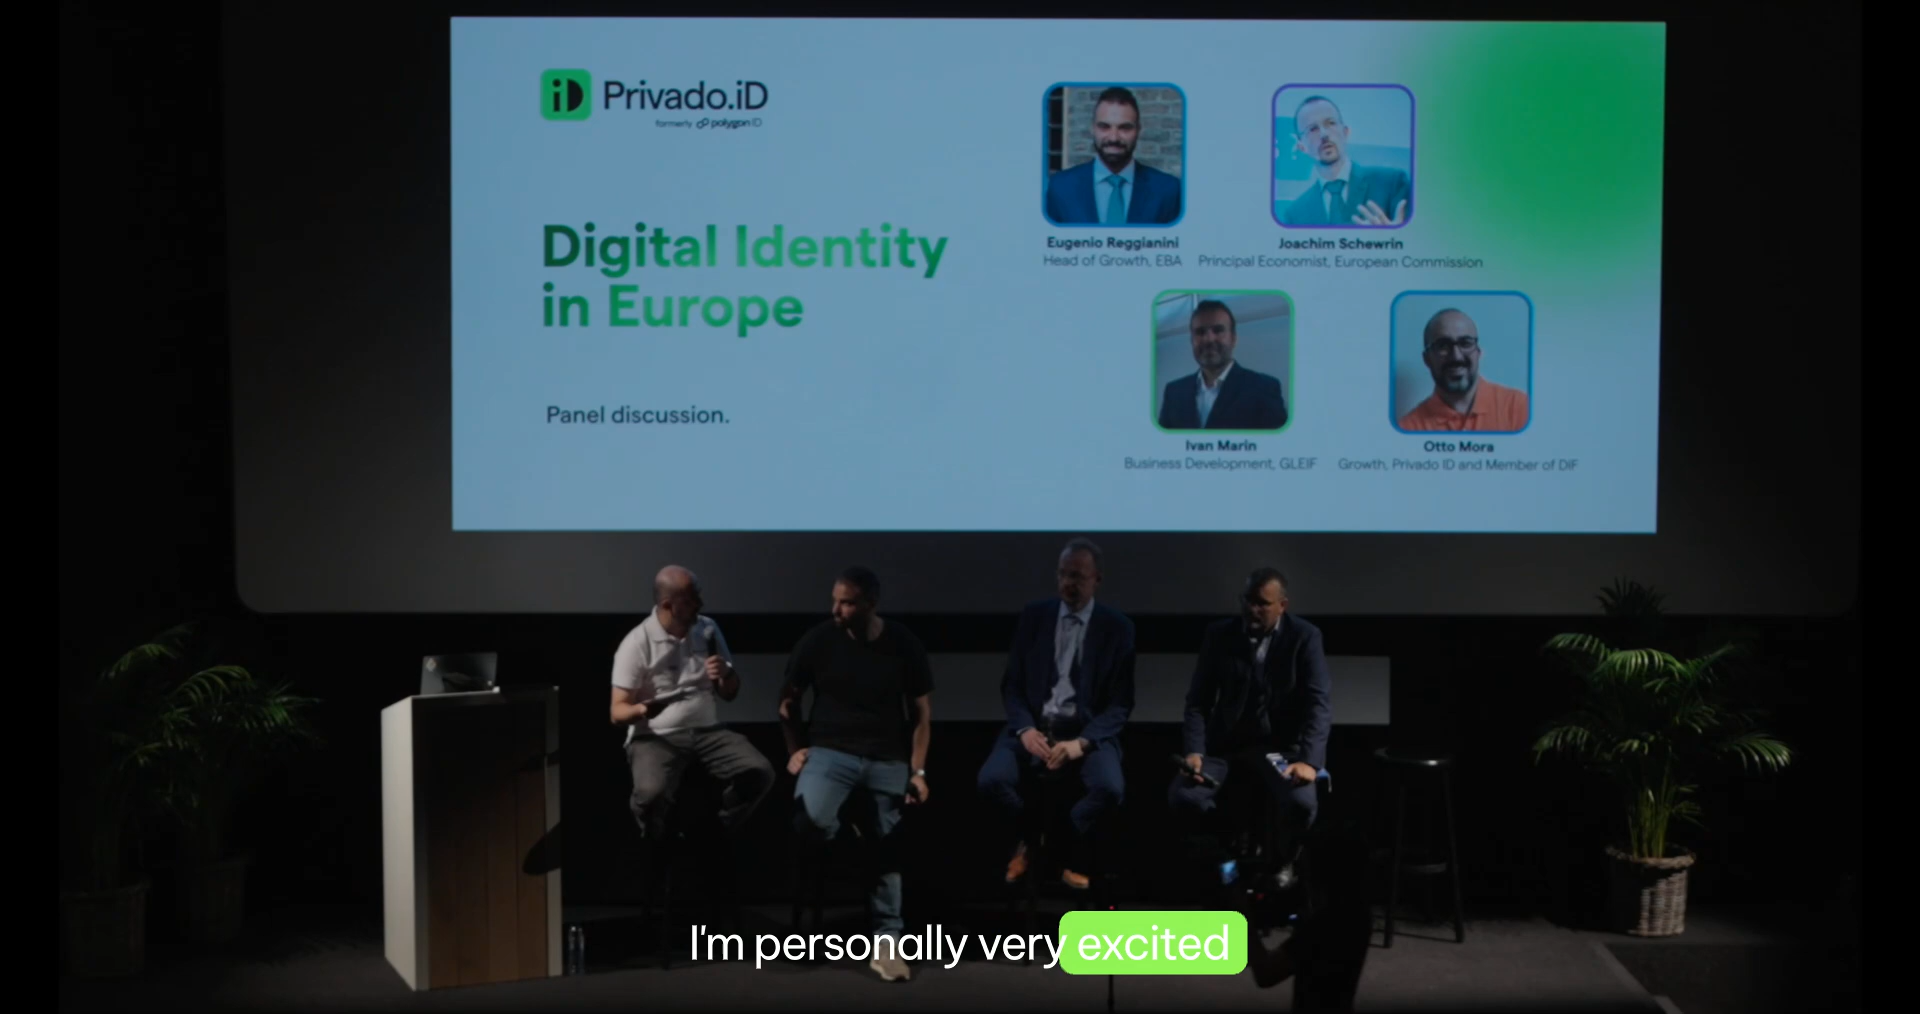 iD Privado.iD
formerly polygon ID
Digital Identity
in Europe
Panel discussion.
Eugenio Reggianini
Head of Growth, EBA
Joachim Schewrin
Principal Economist, European Commission
Ivan Marin
Business Development, GLEIF
Otto Mora
Growth, Privado ID and Member of DIF
I'm personally very excited